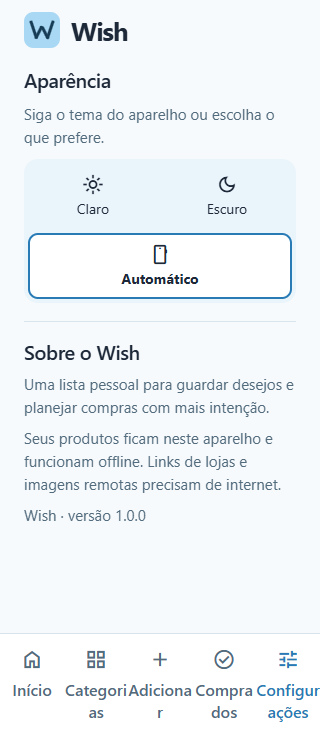 W Wish
Aparência
Siga o tema do aparelho ou escolha o
que prefere.
Claro Escuro
Automático
Sobre o Wish
Uma lista pessoal para guardar desejos e
planejar compras com mais intenção.
Seus produtos ficam neste aparelho e
funcionam offline. Links de lojas e
imagens remotas precisam de internet.
Wish · versão 1.0.0
Início Categori Adiciona Compra Configur
as r dos ações